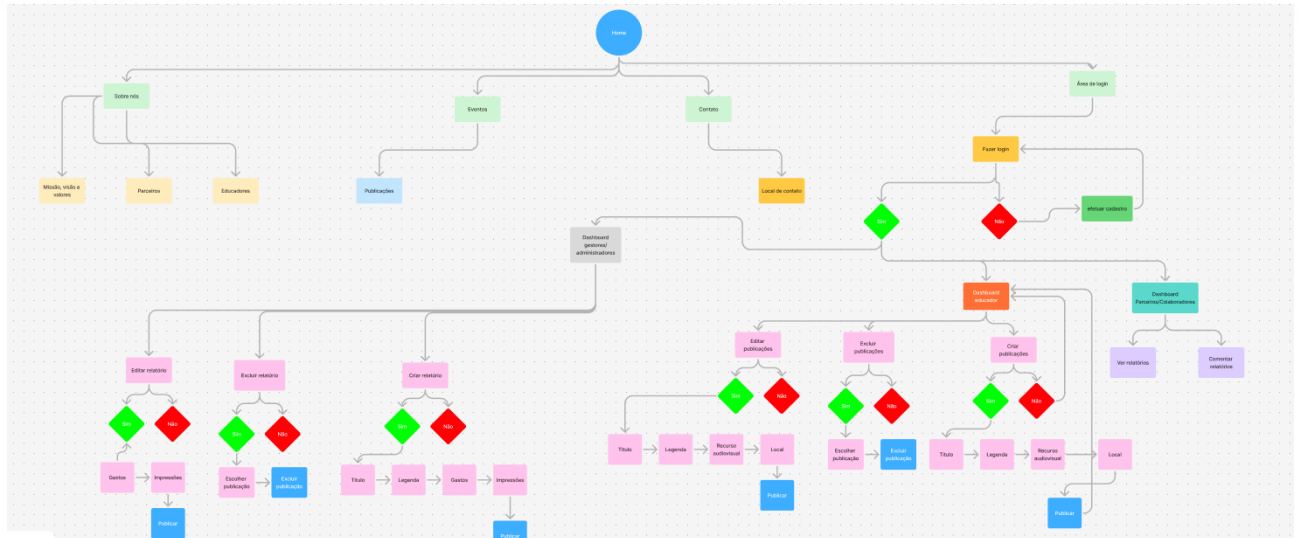 Home
Sobre nós
Eventos
Contato
Área de login
Fazer login
Missão, visão e
valores
Parceiros
Educadores
Publicações
Local de contato
efetuar cadastro
Sim
Não
Dashboard
gestores/
administradores
Dashboard
educador
Dashboard
Parceiros/Colaboradores
Editar
publicações
Excluir
publicações
Criar
publicações
Ver relatórios
Comentar
relatórios
Editar relatório
Excluir relatório
Criar relatório
Sim
Não
Sim
Não
Sim
Não
Sim
Não
Sim
Não
Sim
Não
Título
Legenda
Recurso
audiovisual
Local
Escolher
publicação
Excluir
publicação
Título
Legenda
Recurso
audiovisual
Local
Gastos
Impressões
Escolher
publicação
Excluir
publicação
Título
Legenda
Gastos
Impressões
Publicar
Publicar
Publicar
Publicar